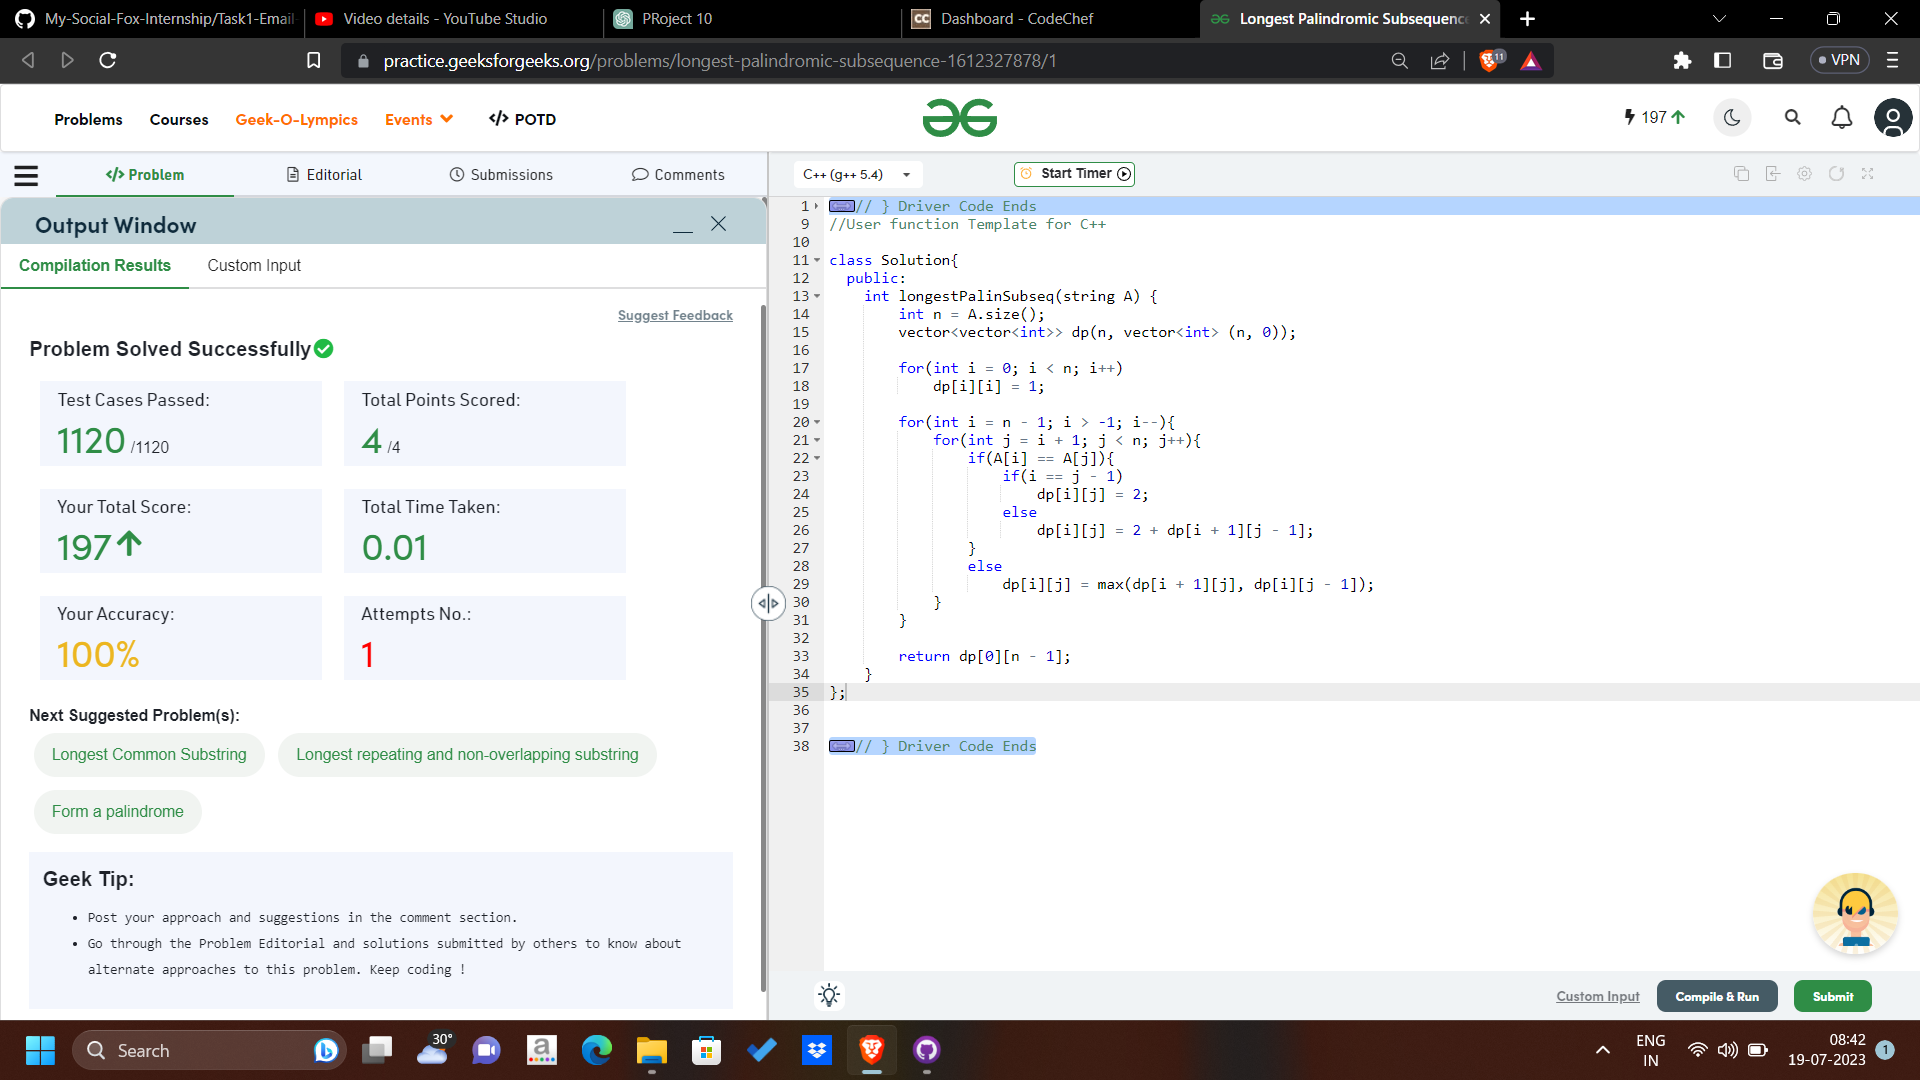 My-Social-Fox-Internship/Task1-Email
Video details - YouTube Studio
PRoject 10
CC Dashboard - CodeChef
Longest Palindromic Subsequence
practice.geeksforgeeks.org/problems/longest-palindromic-subsequence-1612327878/1
11
VPN
Problems Courses Geek-O-Lympics Events </> POTD
197
</> Problem Editorial Submissions Comments
C++ (g++ 5.4)
Start Timer
Output Window
Compilation Results Custom Input
Suggest Feedback
Problem Solved Successfully
Test Cases Passed:
1120 /1120
Total Points Scored:
4 /4
Your Total Score:
197
Total Time Taken:
0.01
Your Accuracy:
100%
Attempts No.:
1
Next Suggested Problem(s):
Longest Common Substring
Longest repeating and non-overlapping substring
Form a palindrome
Geek Tip:
• Post your approach and suggestions in the comment section.
• Go through the Problem Editorial and solutions submitted by others to know about
alternate approaches to this problem. Keep coding !
1 // } Driver Code Ends
9 //User function Template for C++
10
11 class Solution{
12 public:
13 int longestPalinSubseq(string A) {
14 int n = A.size();
15 vector<vector<int>> dp(n, vector<int> (n, 0));
16
17 for(int i = 0; i < n; i++)
18 dp[i][i] = 1;
19
20 for(int i = n - 1; i > -1; i--){
21 for(int j = i + 1; j < n; j++){
22 if(A[i] == A[j]){
23 if(i == j - 1)
24 dp[i][j] = 2;
25 else
26 dp[i][j] = 2 + dp[i + 1][j - 1];
27 }
28 else
29 dp[i][j] = max(dp[i + 1][j], dp[i][j - 1]);
30 }
31 }
32
33 return dp[0][n - 1];
34 }
35 };
36
37
38 // } Driver Code Ends
Custom Input
Compile & Run
Submit
Search
30°
a
ENG
IN
08:42
19-07-2023
1